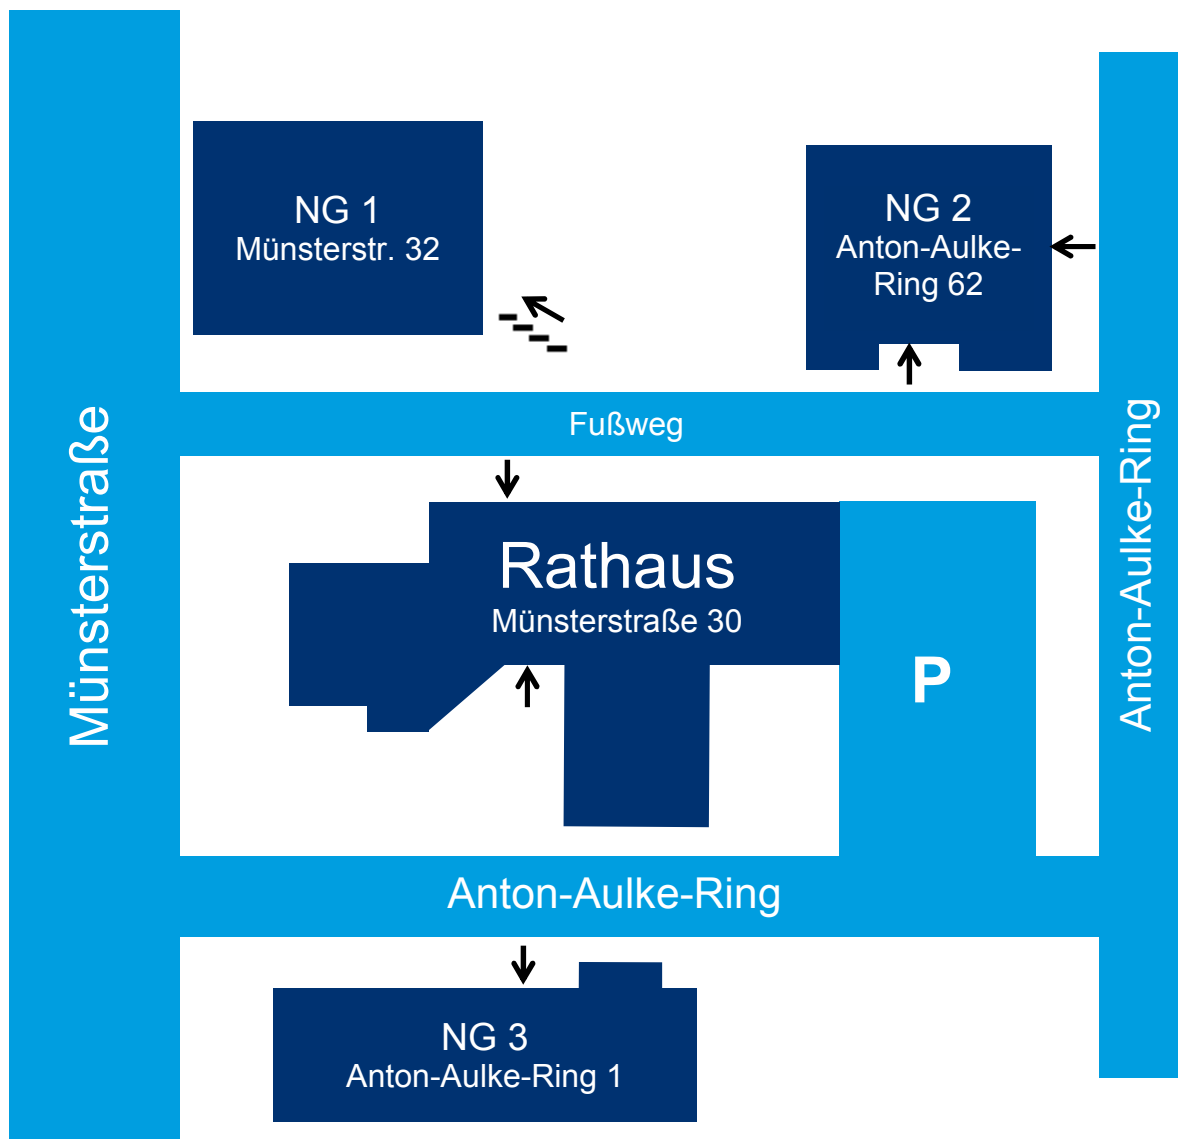 NG 1
Münsterstr. 32
NG 2
Anton-Aulke-
Ring 62
Fußweg
Münsterstraße
Anton-Aulke-Ring
Rathaus
Münsterstraße 30
P
Anton-Aulke-Ring
NG 3
Anton-Aulke-Ring 1